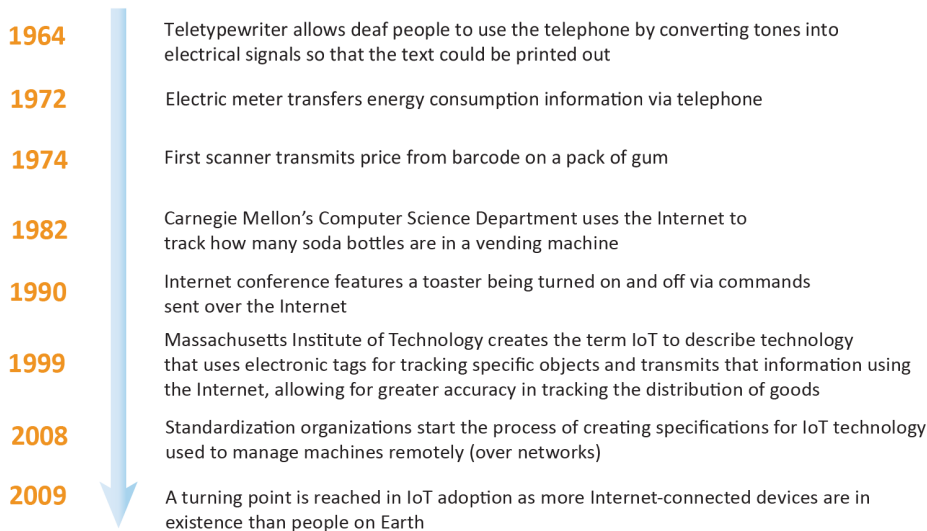 1964
Teletypewriter allows deaf people to use the telephone by converting tones into
electrical signals so that the text could be printed out
1972
Electric meter transfers energy consumption information via telephone
1974
First scanner transmits price from barcode on a pack of gum
1982
Carnegie Mellon’s Computer Science Department uses the Internet to
track how many soda bottles are in a vending machine
1990
Internet conference features a toaster being turned on and off via commands
sent over the Internet
1999
Massachusetts Institute of Technology creates the term IoT to describe technology
that uses electronic tags for tracking specific objects and transmits that information using
the Internet, allowing for greater accuracy in tracking the distribution of goods
2008
Standardization organizations start the process of creating specifications for IoT technology
used to manage machines remotely (over networks)
2009
A turning point is reached in IoT adoption as more Internet-connected devices are in
existence than people on Earth